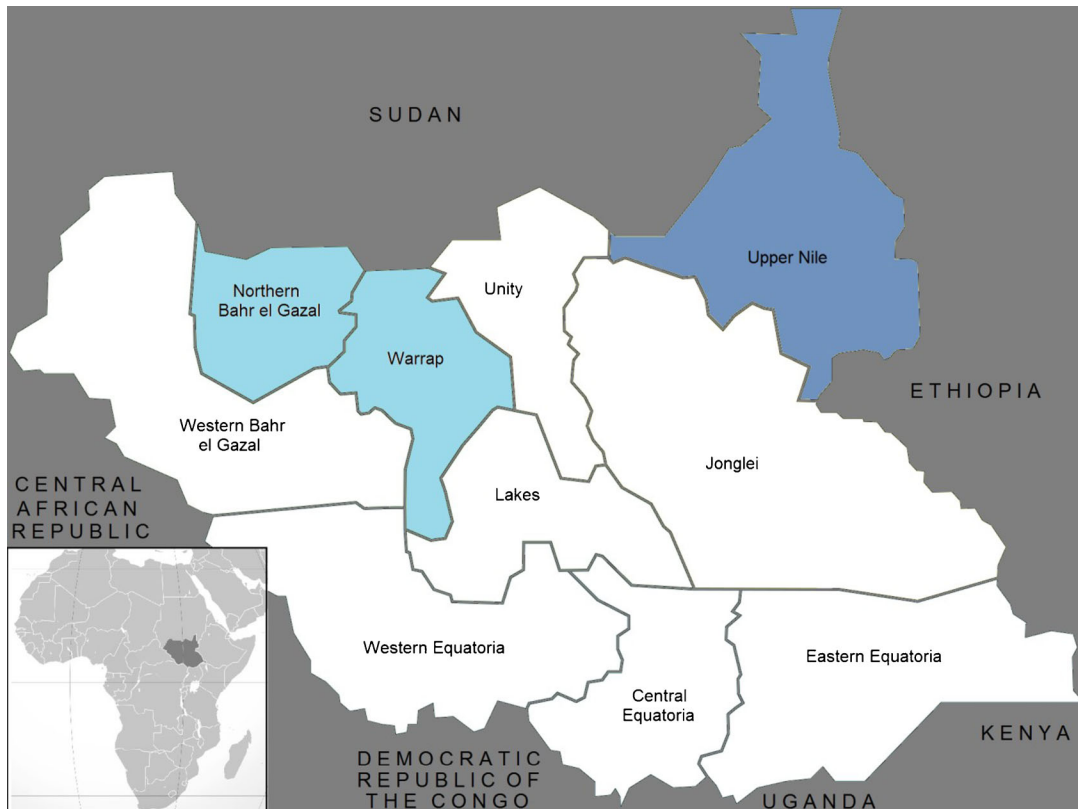 SUDAN
Upper Nile
Northern
Bahr el Gazal
Unity
Warrap
ETHIOPIA
Western Bahr
el Gazal
Jonglei
CENTRAL
AFRICAN
REPUBLIC
Lakes
Western Equatoria
Eastern Equatoria
Central
Equatoria
KENYA
DEMOCRATIC
REPUBLIC OF
THE CONGO
UGANDA